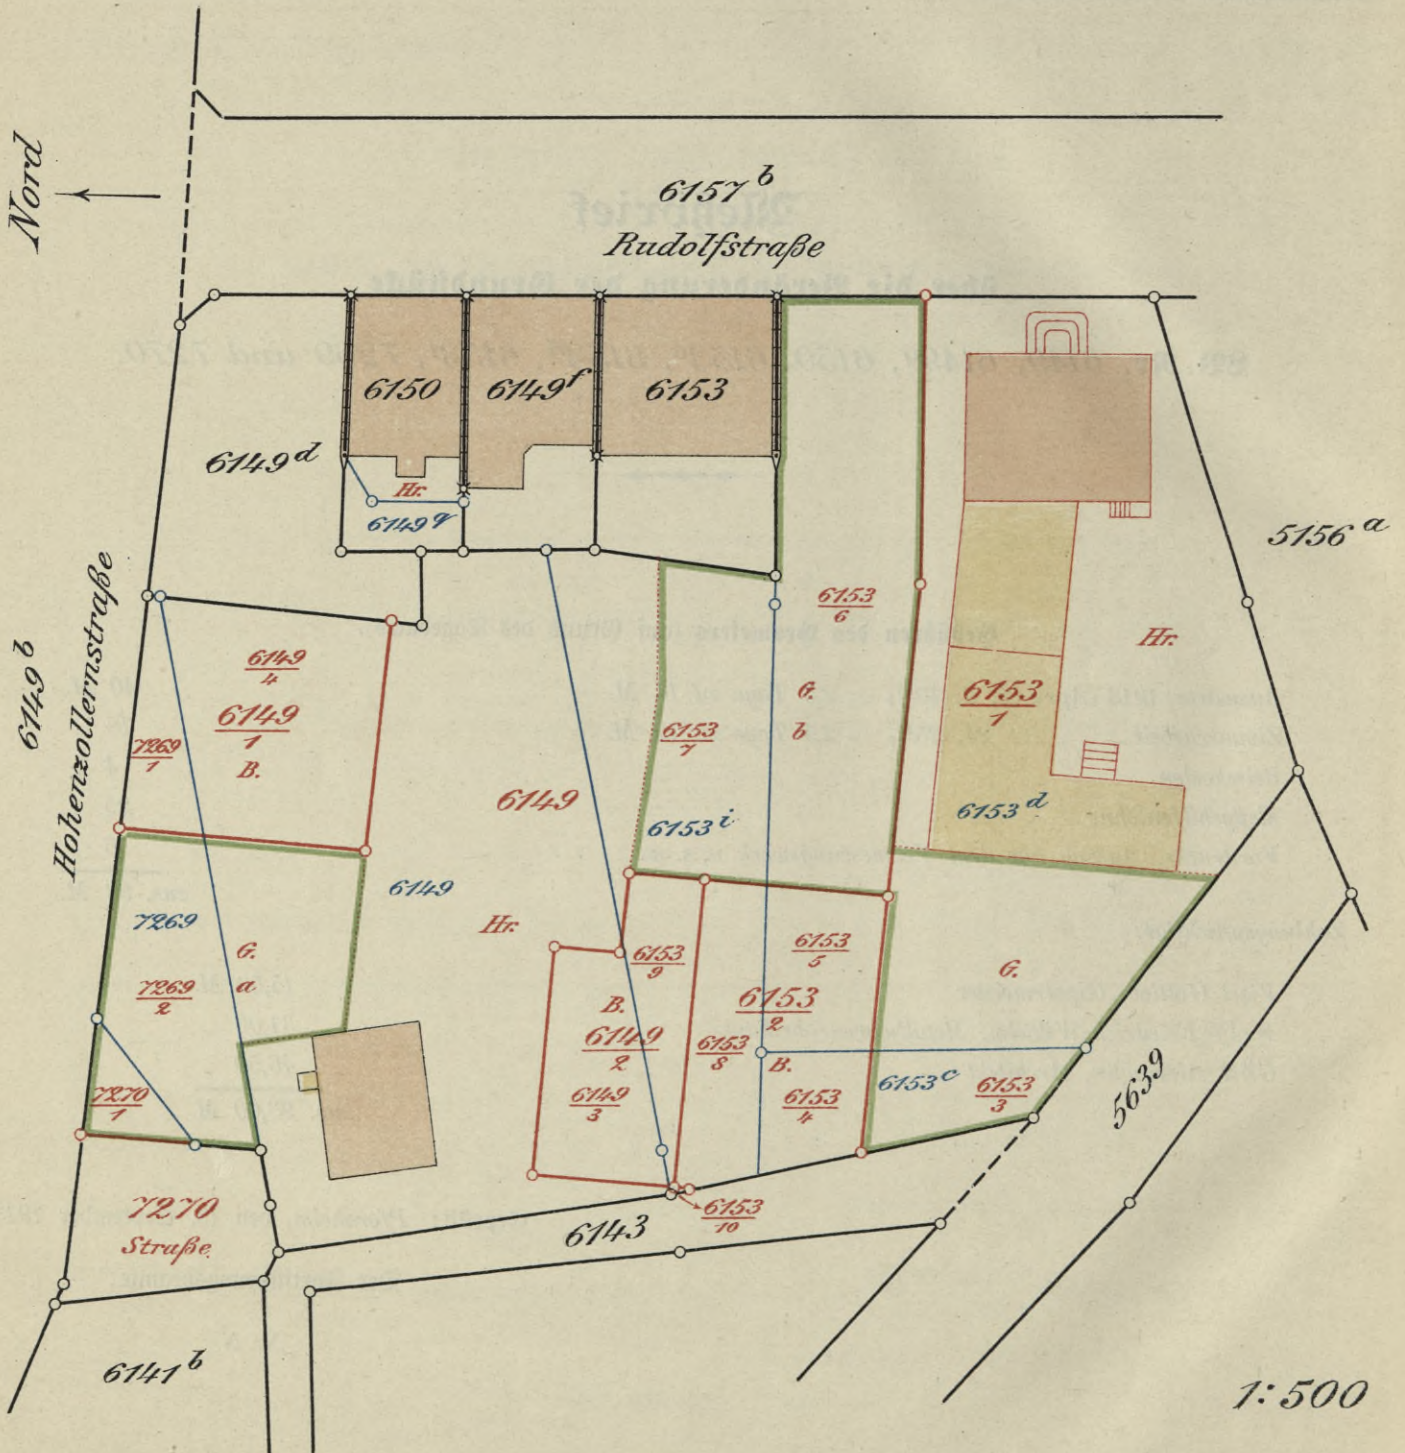 Nord
6157 b
Rudolfstraße
6150
6149 f
6153
6149 d
Hr.
6149 q
5156 a
6149 b
Hohenzollernstraße
6153/6
Hr.
6149/4
6149/1
B.
7269/1
6153/7
G.
b
6153/1
6149
6153 i
6153 d
6149
7269
G.
a
Hr.
7269/2
6153/9
B.
6149/2
6149/3
6153/5
6153/2
6153/8
B.
6153/4
G.
6153 c
6153/3
5639
7270/1
7270
Straße.
6153/10
6143
6141 b
1:500